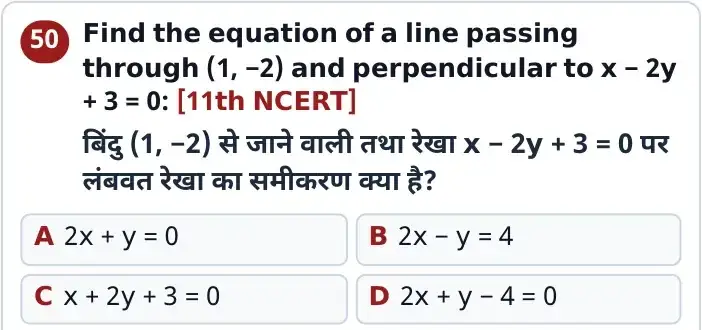 50 Find the equation of a line passing
through (1, −2) and perpendicular to x − 2y
+ 3 = 0: [11th NCERT]
बिंदु (1, −2) से जाने वाली तथा रेखा x − 2y + 3 = 0 पर
लंबवत रेखा का समीकरण क्या है?
A 2x + y = 0
B 2x − y = 4
C x + 2y + 3 = 0
D 2x + y − 4 = 0